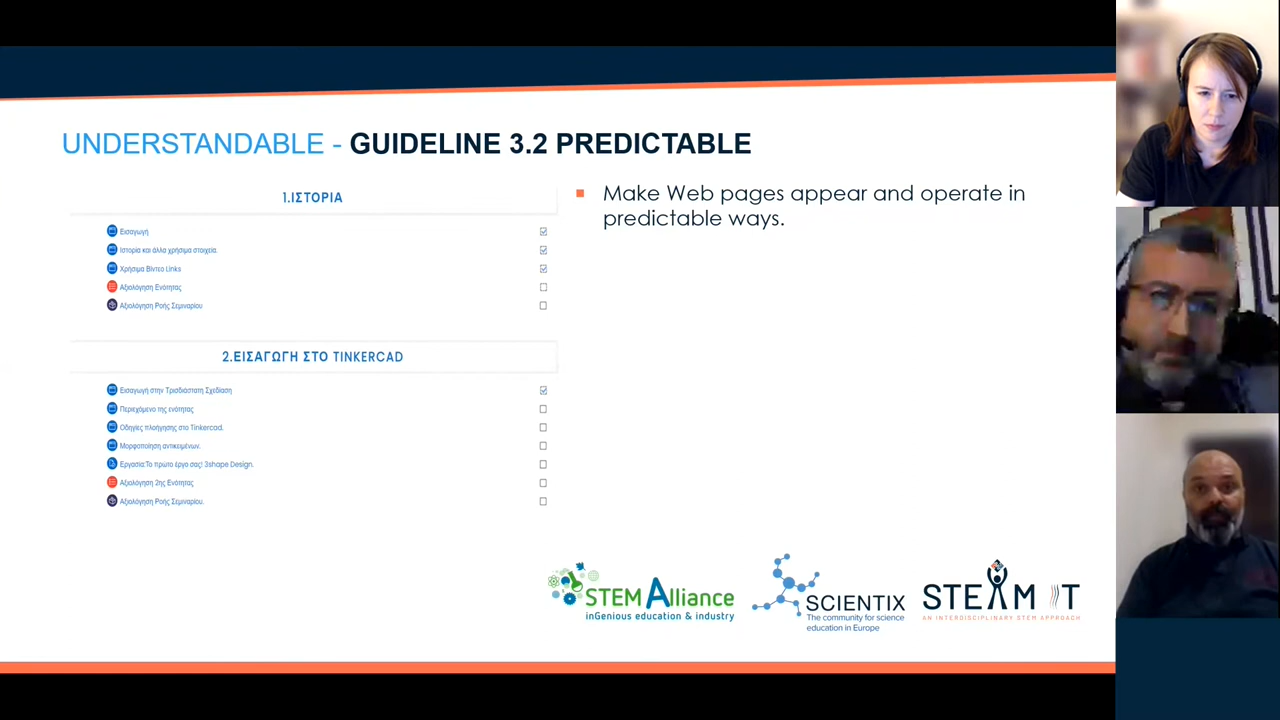 UNDERSTANDABLE - GUIDELINE 3.2 PREDICTABLE
1.ΙΣΤΟΡΙΑ
Εισαγωγή
Ιστορία και άλλα χρήσιμα στοιχεία.
Χρήσιμα Βίντεο Links
Αξιολόγηση Ενότητας
Αξιολόγηση Ροής Σεμιναρίου
2.ΕΙΣΑΓΩΓΗ ΣΤΟ TINKERCAD
Εισαγωγή στην Τρισδιάστατη Σχεδίαση
Περιεχόμενο της ενότητας
Οδηγίες πλοήγησης στο Tinkercad.
Μορφοποίηση αντικειμένων.
Εργασία:Το πρώτο έργο σας! 3shape Design.
Αξιολόγηση 2ης Ενότητας
Αξιολόγηση Ροής Σεμιναρίου.
Make Web pages appear and operate in
predictable ways.
STEM Alliance
inGenious education & industry
SCIENTIX
The community for science
education in Europe
STEAM IT
AN INTERDISCIPLINARY STEM APPROACH